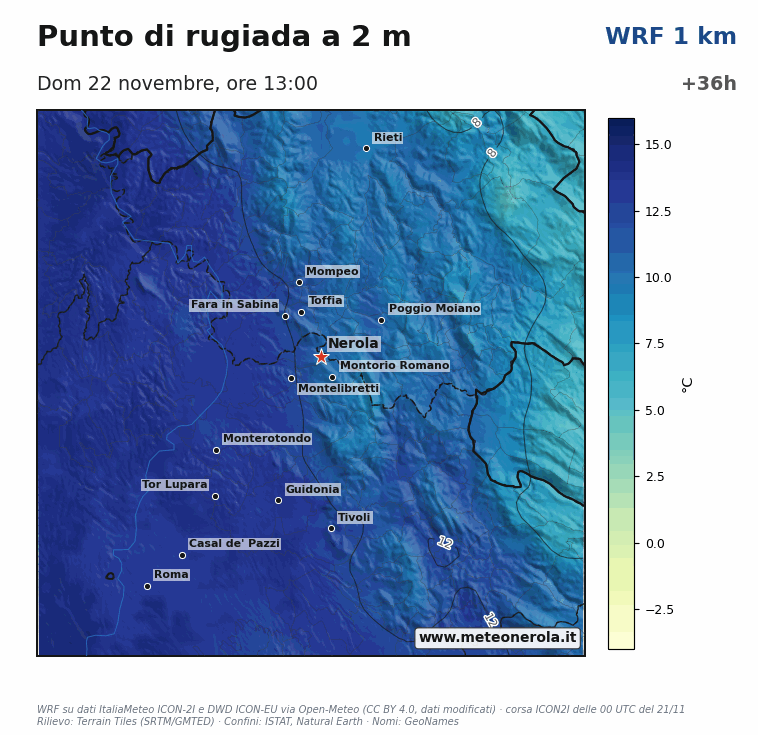 Punto di rugiada a 2 m
WRF 1 km
Dom 22 novembre, ore 13:00
+36h
8
8
Rieti
Mompeo
Toffia
Fara in Sabina
Poggio Moiano
Nerola
Montorio Romano
Montelibretti
Monterotondo
Tor Lupara
Guidonia
Tivoli
Casal de' Pazzi
Roma
12
12
www.meteonerola.it
15.0
12.5
10.0
7.5
5.0
2.5
0.0
−2.5
°C
WRF su dati ItaliaMeteo ICON-2I e DWD ICON-EU via Open-Meteo (CC BY 4.0, dati modificati) · corsa ICON2I delle 00 UTC del 21/11
Rilievo: Terrain Tiles (SRTM/GMTED) · Confini: ISTAT, Natural Earth · Nomi: GeoNames